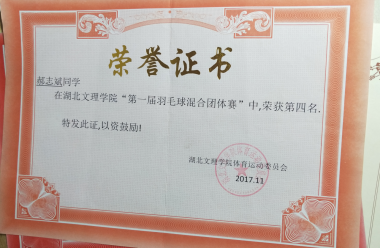 荣誉证书
郝志斌同学
在湖北文理学院“第一届羽毛球混合团体赛”中,荣获第四名.
特发此证,以资鼓励!
湖北文理学院体育运动委员会
2017.11